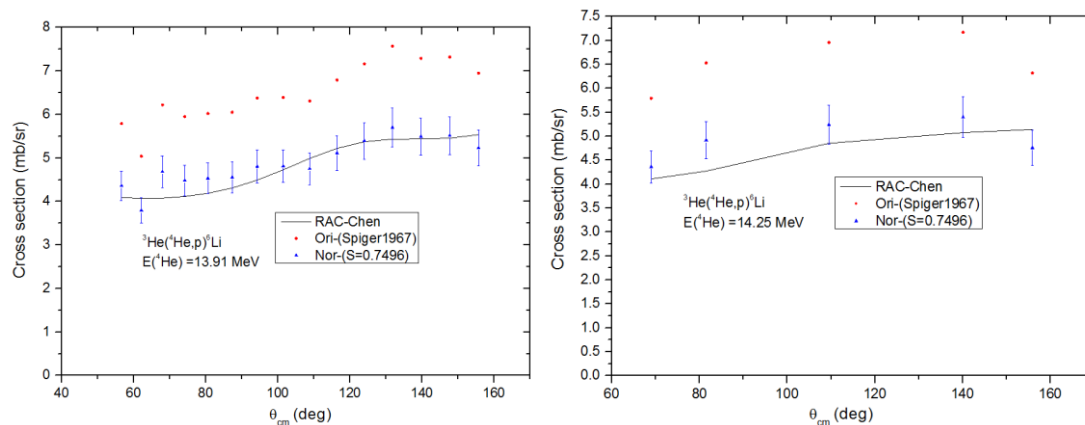 8
7
6
5
4
3
2
1
0
40
60
80
100
120
140
160
Cross section (mb/sr)
θcm (deg)
³He(⁴He,p)⁶Li
E(⁴He) =13.91 MeV
RAC-Chen
Ori-(Spiger1967)
Nor-(S=0.7496)
7.5
7.0
6.5
6.0
5.5
5.0
4.5
4.0
3.5
3.0
2.5
2.0
1.5
1.0
0.5
0.0
60
80
100
120
140
160
Cross section (mb/sr)
θcm (deg)
³He(⁴He,p)⁶Li
E(⁴He) =14.25 MeV
RAC-Chen
Ori-(Spiger1967)
Nor-(S=0.7496)